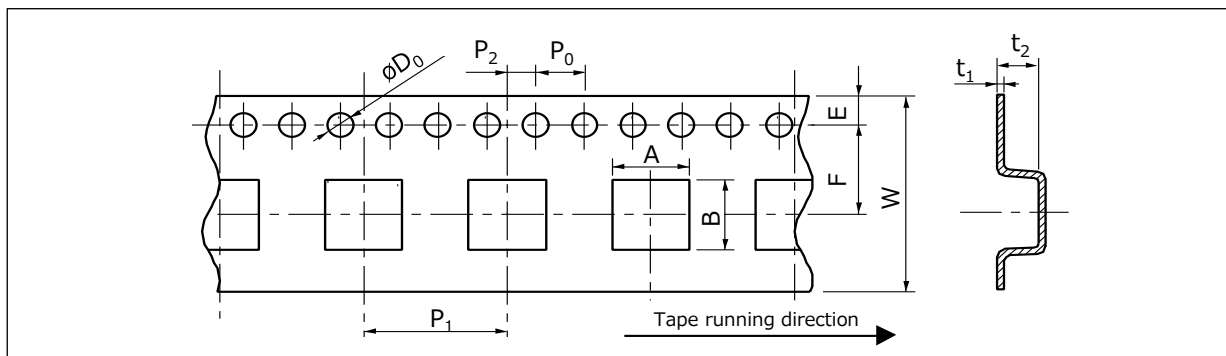 øD₀
P₂
P₀
t₂
t₁
E
A
F
W
B
P₁
Tape running direction